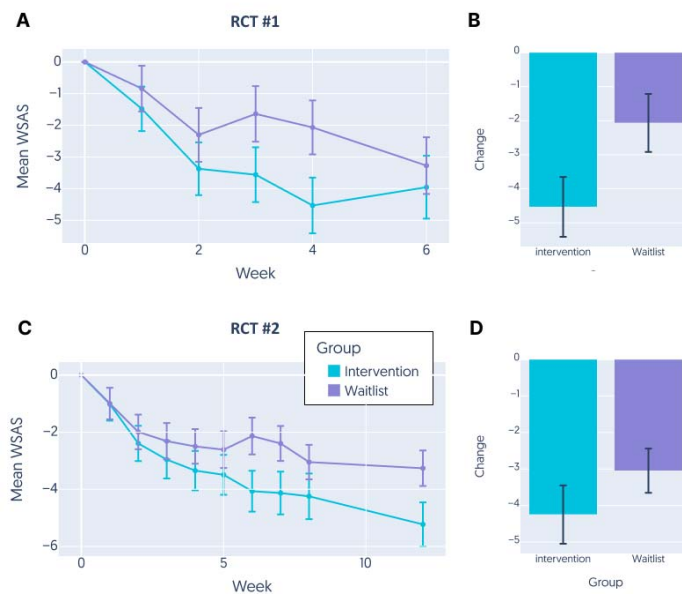 A
RCT #1
Mean WSAS
0
−1
−2
−3
−4
−5
0
2
4
6
Week
B
Change
0
−1
−2
−3
−4
−5
intervention
Waitlist
C
RCT #2
Group
Intervention
Waitlist
Mean WSAS
0
−2
−4
−6
0
5
10
Week
D
Change
0
−1
−2
−3
−4
−5
intervention
Waitlist
Group